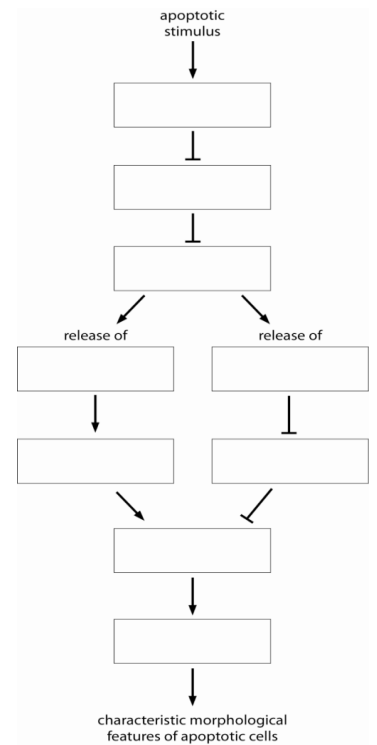 apoptotic
stimulus
release of
release of
characteristic morphological
features of apoptotic cells